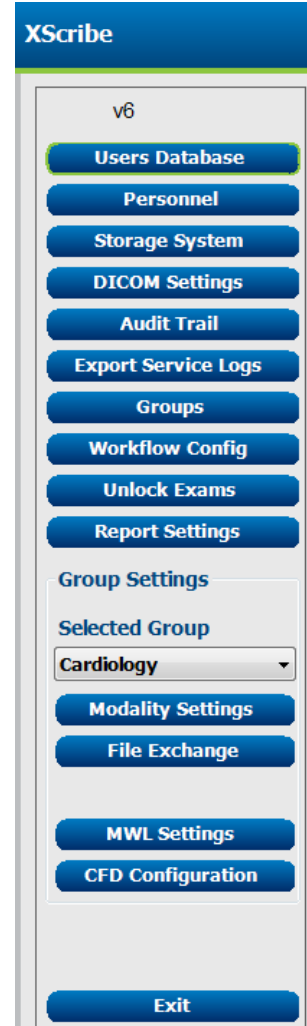 XScribe
v6
Users Database
Personnel
Storage System
DICOM Settings
Audit Trail
Export Service Logs
Groups
Workflow Config
Unlock Exams
Report Settings
Group Settings
Selected Group
Cardiology
Modality Settings
File Exchange
MWL Settings
CFD Configuration
Exit